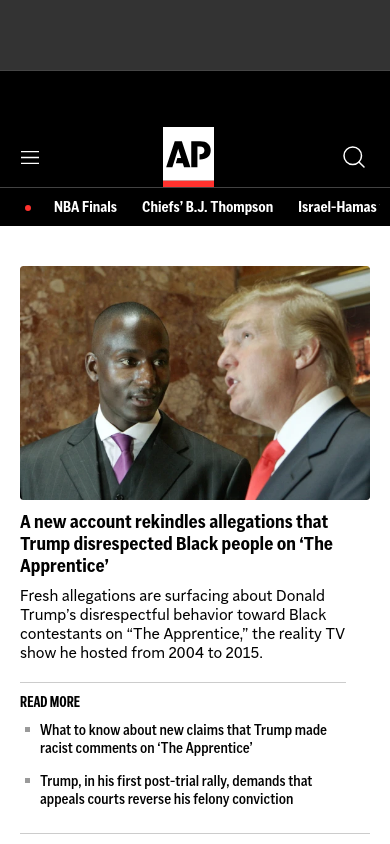 AP
NBA Finals Chiefs' B.J. Thompson Israel-Hamas
A new account rekindles allegations that
Trump disrespected Black people on ‘The
Apprentice’
Fresh allegations are surfacing about Donald
Trump’s disrespectful behavior toward Black
contestants on “The Apprentice,” the reality TV
show he hosted from 2004 to 2015.
READ MORE
What to know about new claims that Trump made
racist comments on ‘The Apprentice’
Trump, in his first post-trial rally, demands that
appeals courts reverse his felony conviction